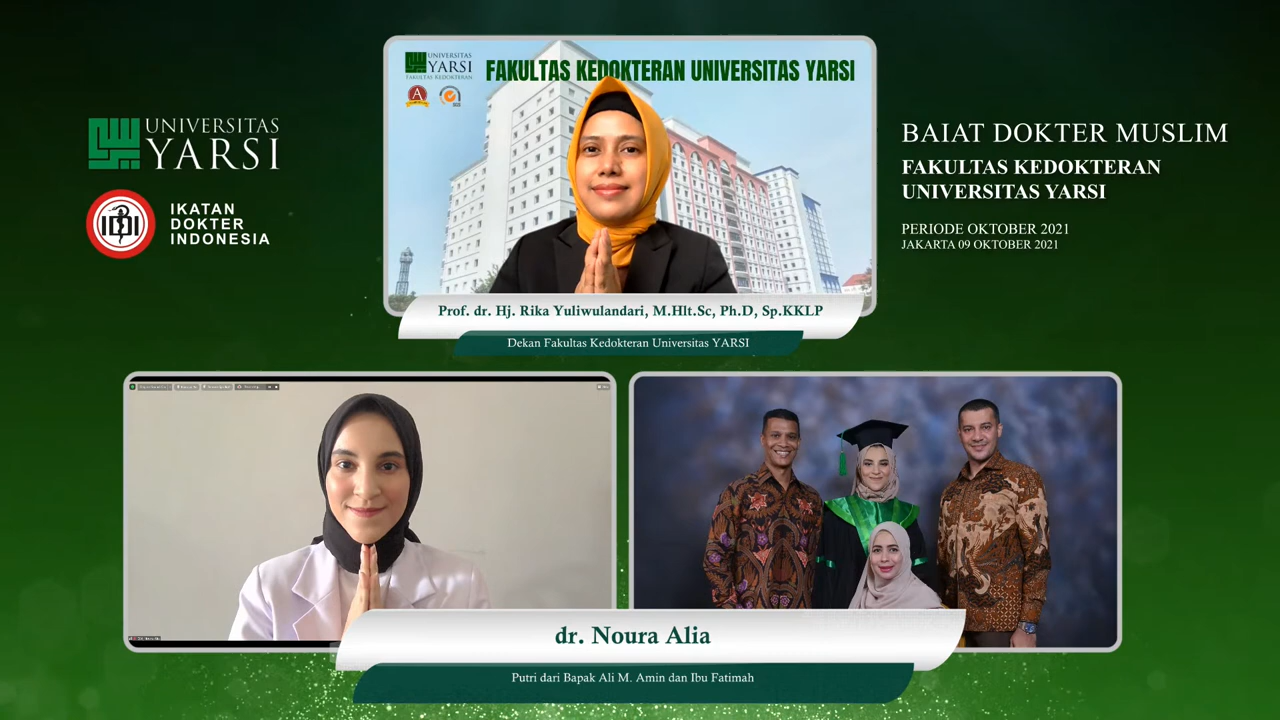 UNIVERSITAS
YARSI
IKATAN
DOKTER
INDONESIA
UNIVERSITAS
YARSI
FAKULTAS KEDOKTERAN
A
FAKULTAS KEDOKTERAN UNIVERSITAS YARSI
BAIAT DOKTER MUSLIM
FAKULTAS KEDOKTERAN
UNIVERSITAS YARSI
PERIODE OKTOBER 2021
JAKARTA 09 OKTOBER 2021
Prof. dr. Hj. Rika Yuliwulandari, M.Hlt.Sc, Ph.D, Sp.KKLP
Dekan Fakultas Kedokteran Universitas YARSI
dr. Noura Alia
Putri dari Bapak Ali M. Amin dan Ibu Fatimah